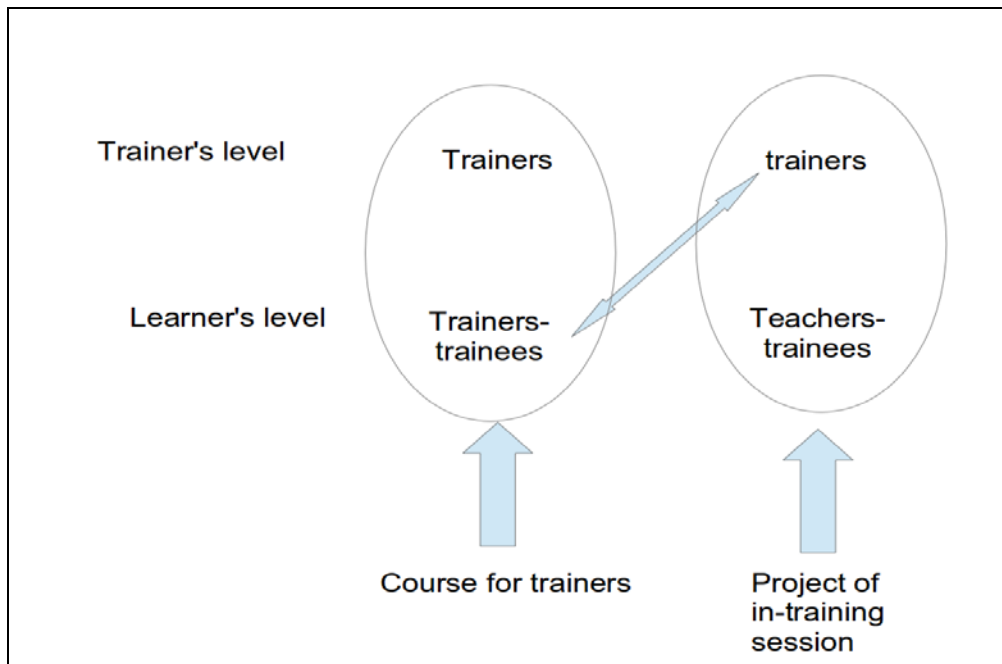 Trainer's level
Trainers
trainers
Learner's level
Trainers-
trainees
Teachers-
trainees
Course for trainers
Project of
in-training
session